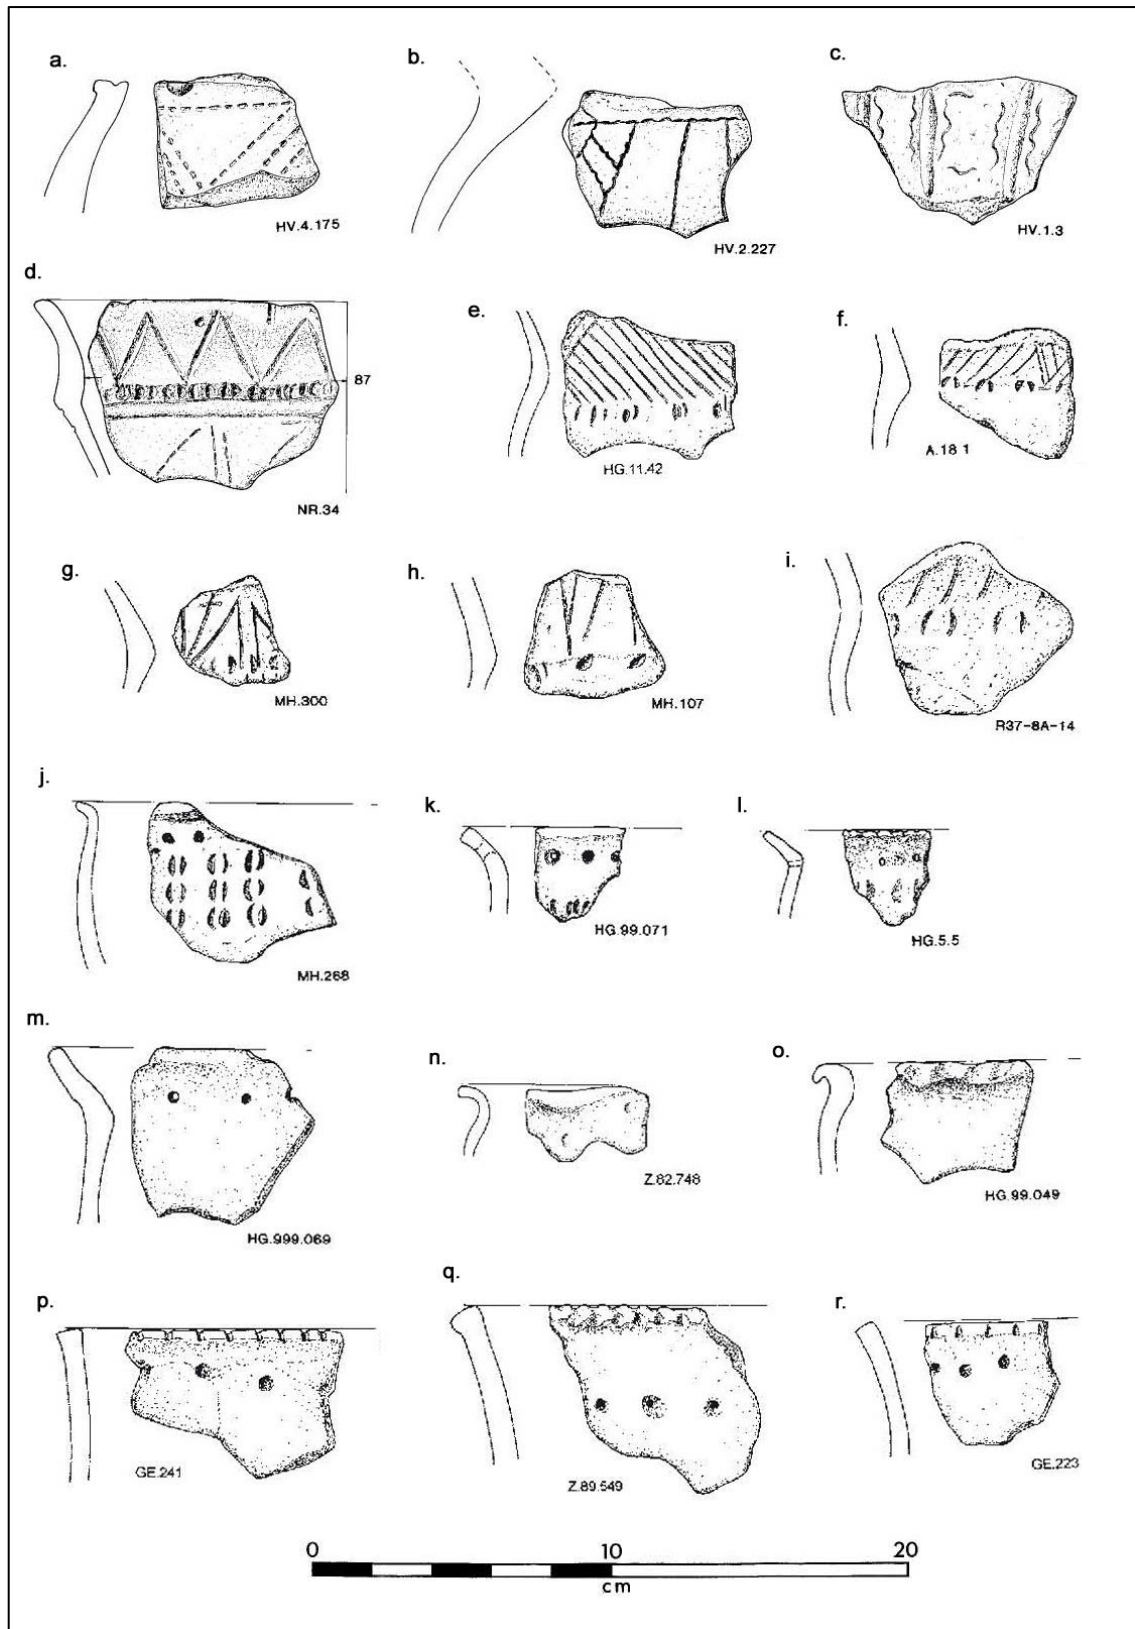 a.
b.
c.
HV.4.175
HV.2.227
HV.1.3
d.
e.
f.
87
NR.34
HG.11.42
A.18 1
g.
h.
i.
MH.300
MH.107
R37-8A-14
j.
k.
l.
MH.268
HG.99.071
HG.5.5
m.
n.
o.
HG.999.069
Z.82.748
HG.99.049
p.
q.
r.
GE.241
Z.89.549
GE.223
0 10 20
cm